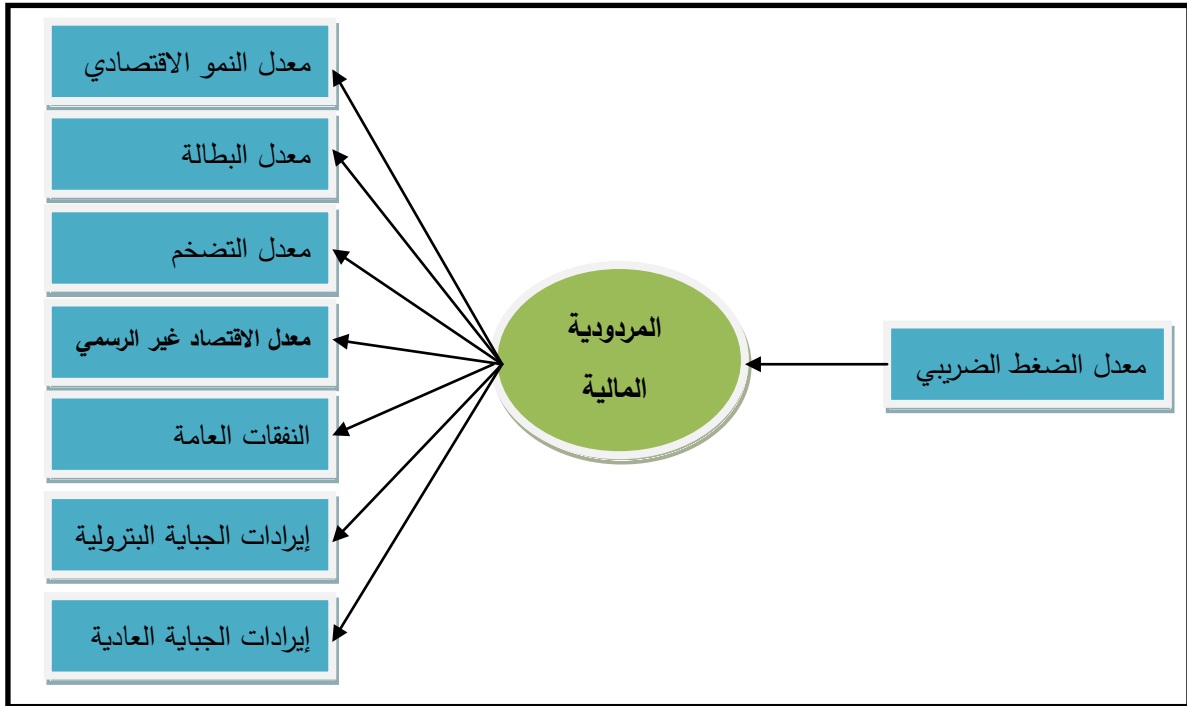 معدل الضغط الضريبي
المردودية
المالية
معدل النمو الاقتصادي
معدل البطالة
معدل التضخم
معدل الاقتصاد غير الرسمي
النفقات العامة
إيرادات الجباية البترولية
إيرادات الجباية العادية